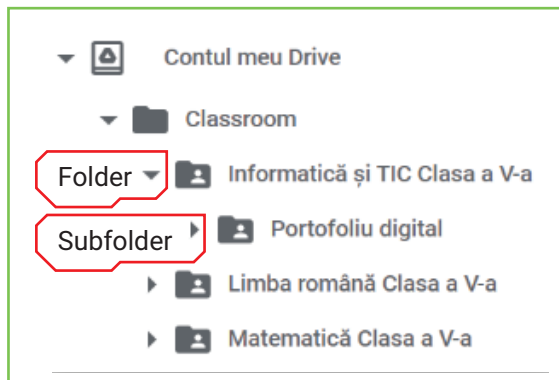 Contul meu Drive
Classroom
Folder Informatică și TIC Clasa a V-a
Subfolder Portofoliu digital
Limba română Clasa a V-a
Matematică Clasa a V-a